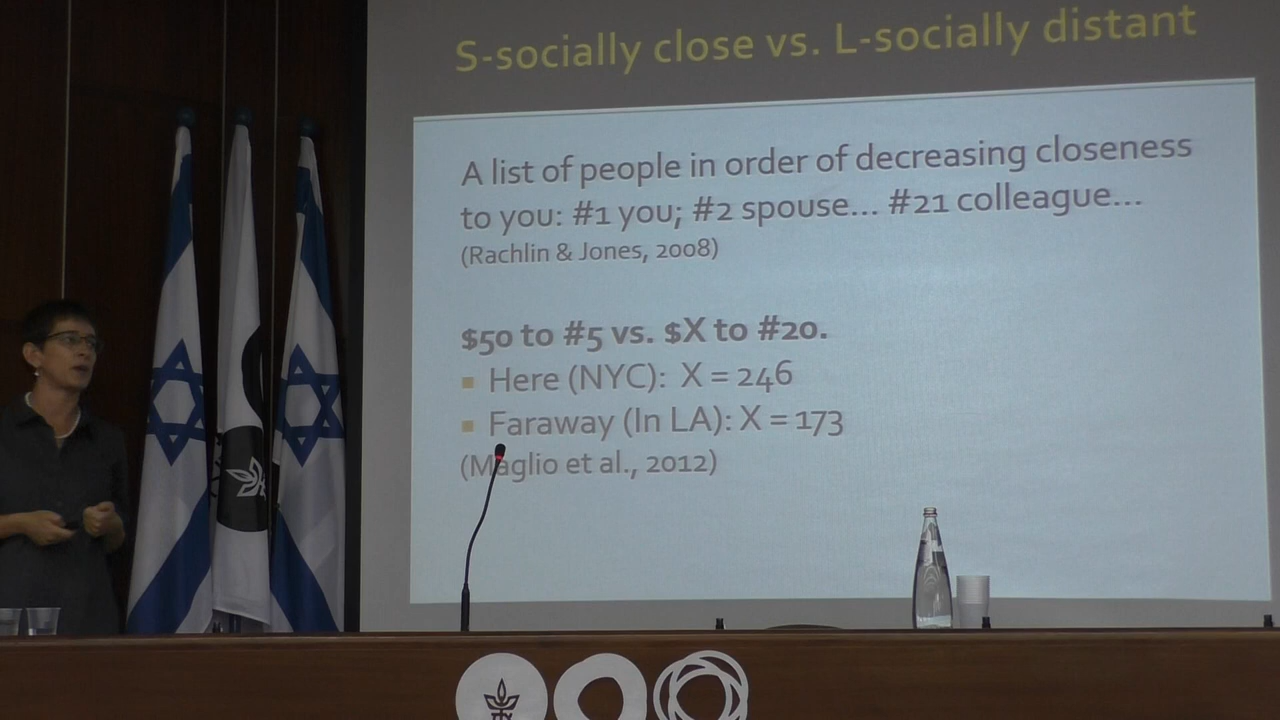 S-socially close vs. L-socially distant
A list of people in order of decreasing closeness
to you: #1 you; #2 spouse... #21 colleague...
(Rachlin & Jones, 2008)
$50 to #5 vs. $X to #20.
Here (NYC): X = 246
Faraway (In LA): X = 173
(Maglio et al., 2012)